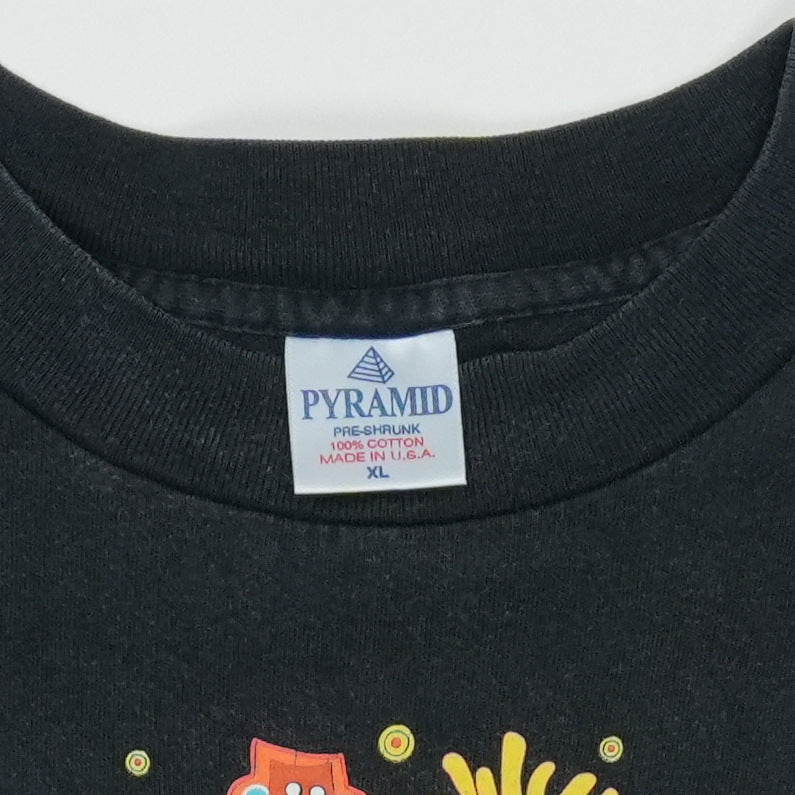 PYRAMID
PRE-SHRUNK
100% COTTON
MADE IN U.S.A.
XL